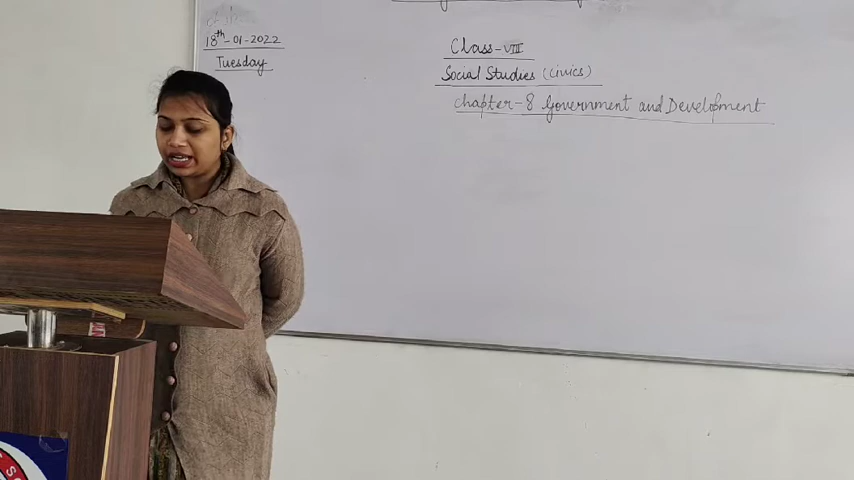 18th-01-2022
Tuesday
Class-VIII
Social Studies (Civics)
Chapter-8 Government and Development